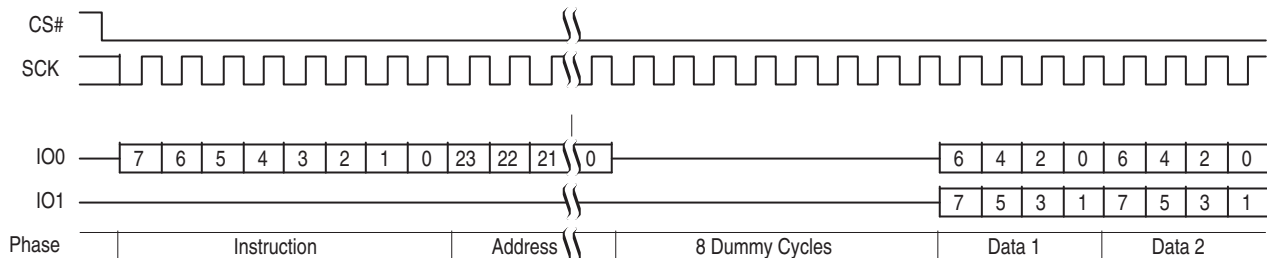 CS#
SCK
IO0 7 6 5 4 3 2 1 0 23 22 21 0 6 4 2 0 6 4 2 0
IO1 7 5 3 1 7 5 3 1
Phase Instruction Address 8 Dummy Cycles Data 1 Data 2